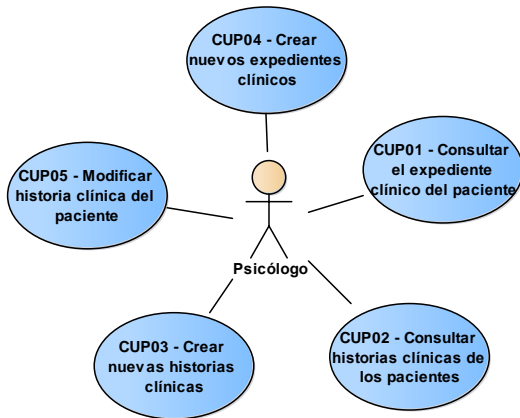 CUP04 - Crear
nuevos expedientes
clínicos
CUP01 - Consultar
el expediente
clínico del paciente
CUP05 - Modificar
historia clínica del
paciente
Psicólogo
CUP03 - Crear
nuevas historias
clínicas
CUP02 - Consultar
historias clínicas de
los pacientes